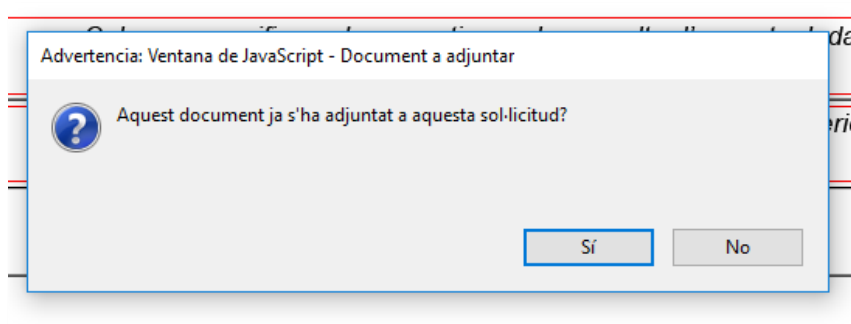 Advertencia: Ventana de JavaScript - Document a adjuntar
Aquest document ja s'ha adjuntat a aquesta sol·licitud?
Sí
No